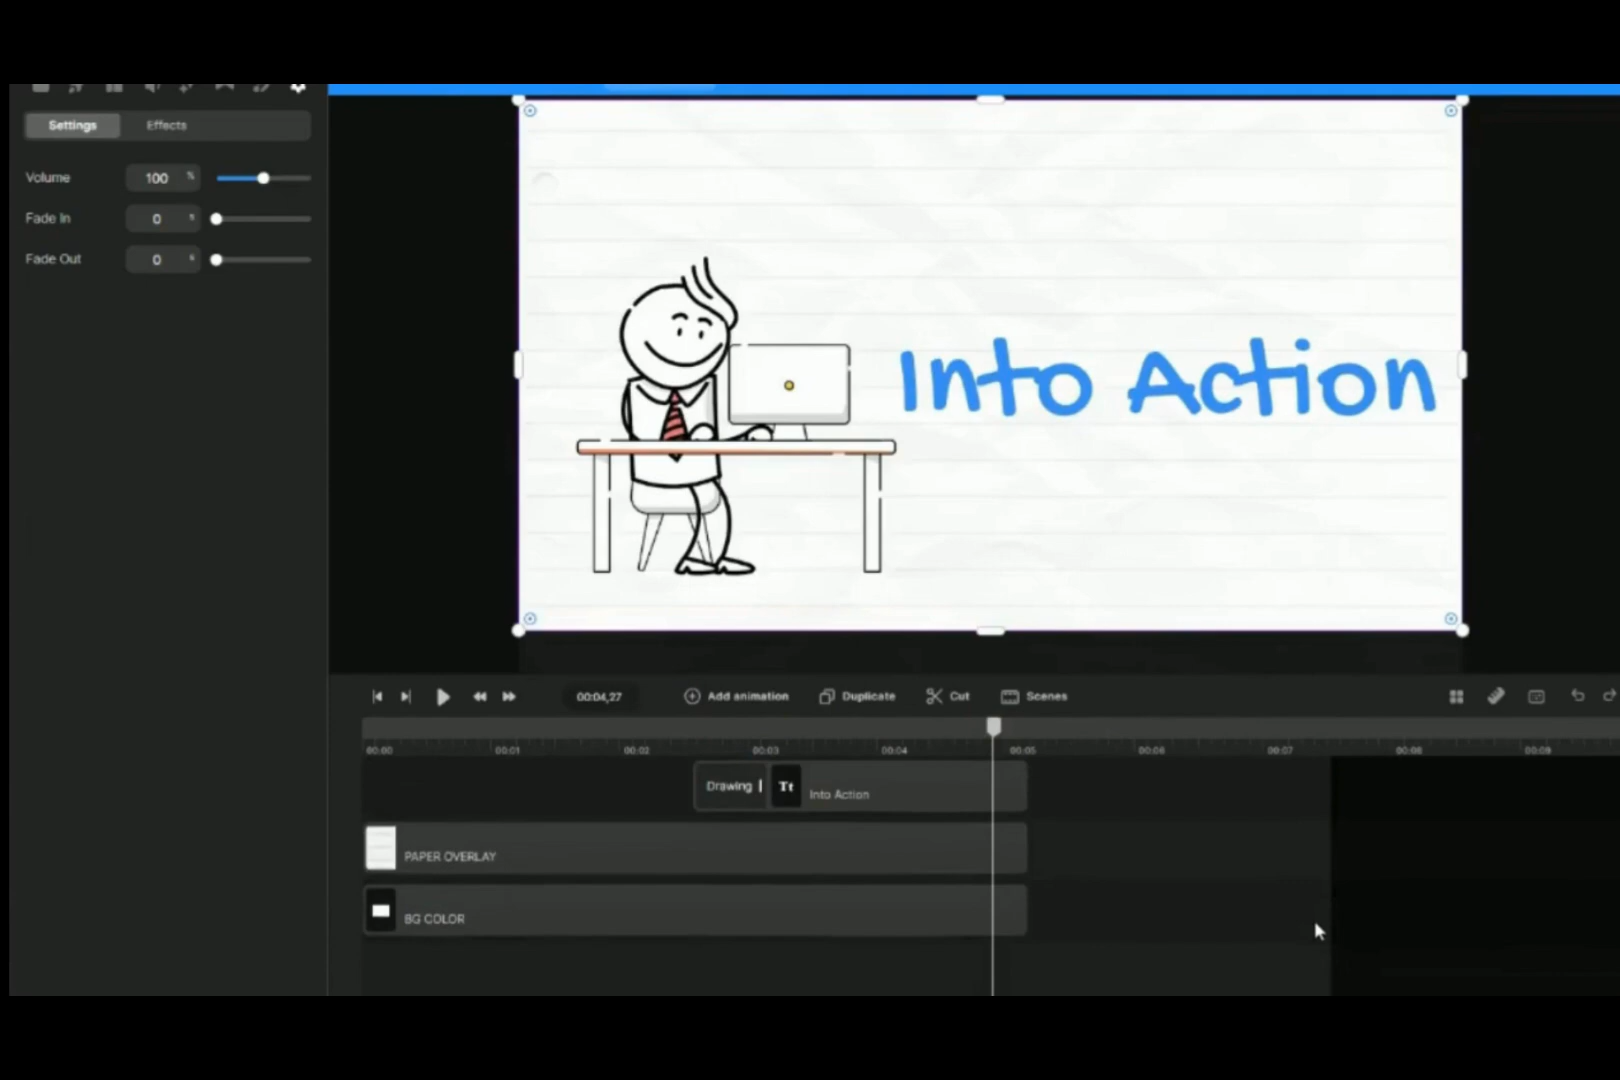 Settings Effects
Volume 100 %
Fade In 0 s
Fade Out 0 s
Into Action
00:04,27 Add animation Duplicate Cut Scenes
00:00 00:01 00:02 00:03 00:04 00:05 00:06 00:07 00:08 00:09
Drawing Tt Into Action
PAPER OVERLAY
BG COLOR